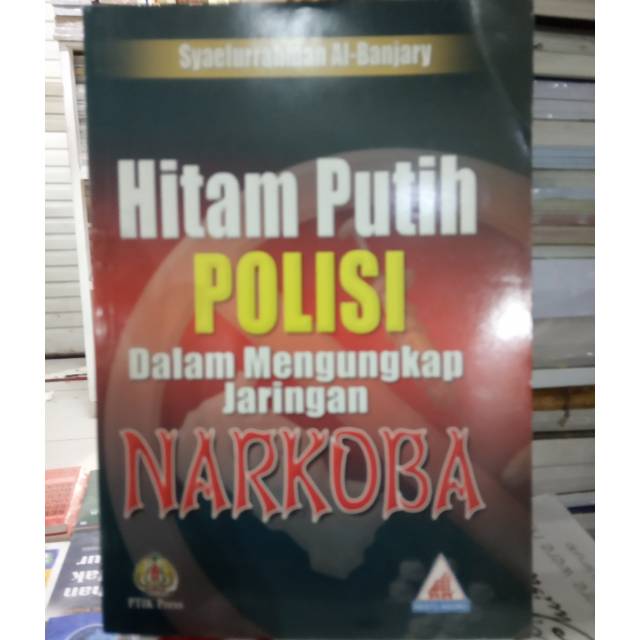 Syaefurrahman Al-Banjary
Hitam Putih
POLISI
Dalam Mengungkap
Jaringan
NARKOBA
PTIK Press